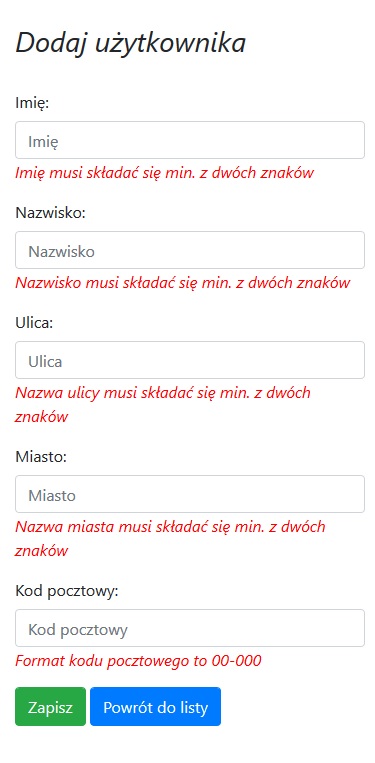 Dodaj użytkownika
Imię:
Imię
Imię musi składać się min. z dwóch znaków
Nazwisko:
Nazwisko
Nazwisko musi składać się min. z dwóch znaków
Ulica:
Ulica
Nazwa ulicy musi składać się min. z dwóch
znaków
Miasto:
Miasto
Nazwa miasta musi składać się min. z dwóch
znaków
Kod pocztowy:
Kod pocztowy
Format kodu pocztowego to 00-000
Zapisz Powrót do listy